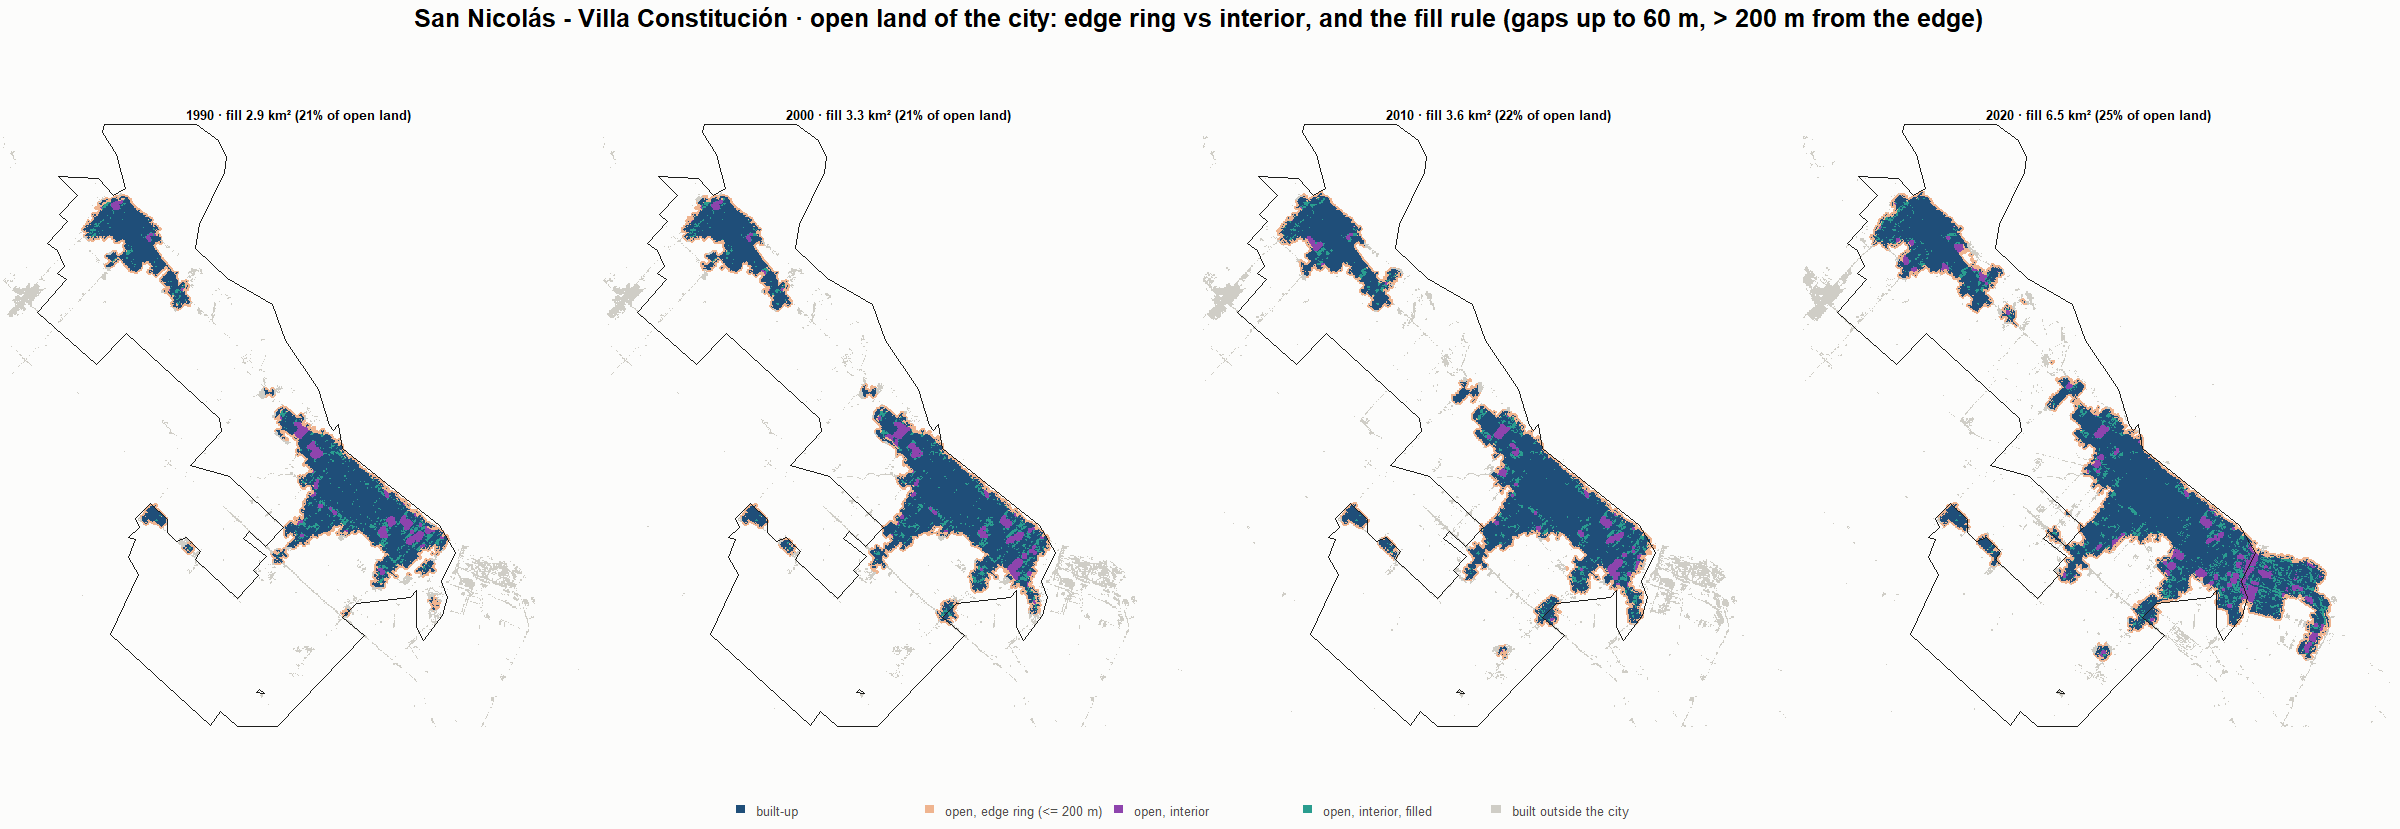 San Nicolás - Villa Constitución · open land of the city: edge ring vs interior, and the fill rule (gaps up to 60 m, > 200 m from the edge)
1990 · fill 2.9 km² (21% of open land)
2000 · fill 3.3 km² (21% of open land)
2010 · fill 3.6 km² (22% of open land)
2020 · fill 6.5 km² (25% of open land)
built-up
open, edge ring (<= 200 m)
open, interior
open, interior, filled
built outside the city